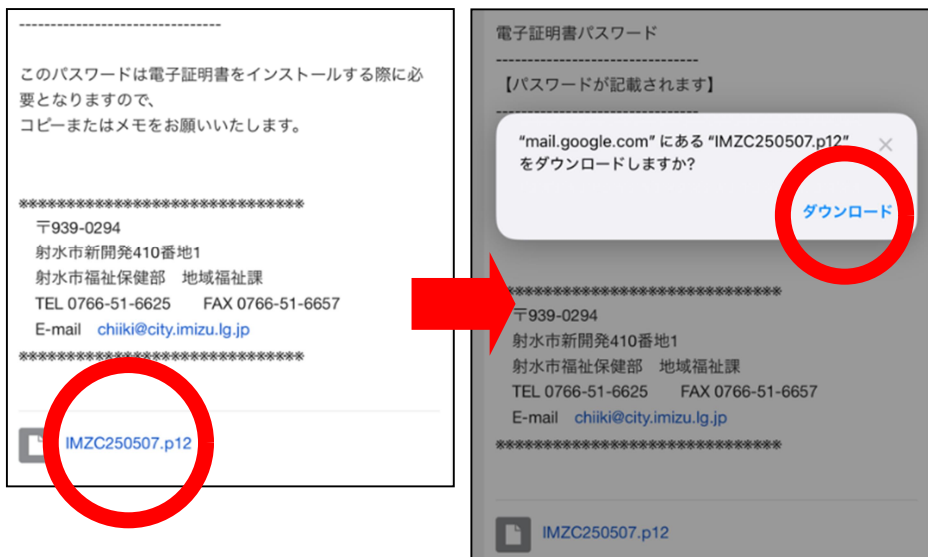 --------------------------------
このパスワードは電子証明書をインストールする際に必
要となりますので、
コピーまたはメモをお願いいたします。
※※※※※※※※※※※※※※※※※※※※※※※※※※※※※※
〒939-0294
射水市新開発410番地1
射水市福祉保健部 地域福祉課
TEL 0766-51-6625 FAX 0766-51-6657
E-mail chiiki@city.imizu.lg.jp
※※※※※※※※※※※※※※※※※※※※※※※※※※※※※※
IMZC250507.p12
電子証明書パスワード
--------------------------------
【パスワードが記載されます】
--------------------------------
“mail.google.com” にある “IMZC250507.p12”
をダウンロードしますか?
ダウンロード
※※※※※※※※※※※※※※※※※※※※※※※※※※※※※※
〒939-0294
射水市新開発410番地1
射水市福祉保健部 地域福祉課
TEL 0766-51-6625 FAX 0766-51-6657
E-mail chiiki@city.imizu.lg.jp
※※※※※※※※※※※※※※※※※※※※※※※※※※※※※※
IMZC250507.p12